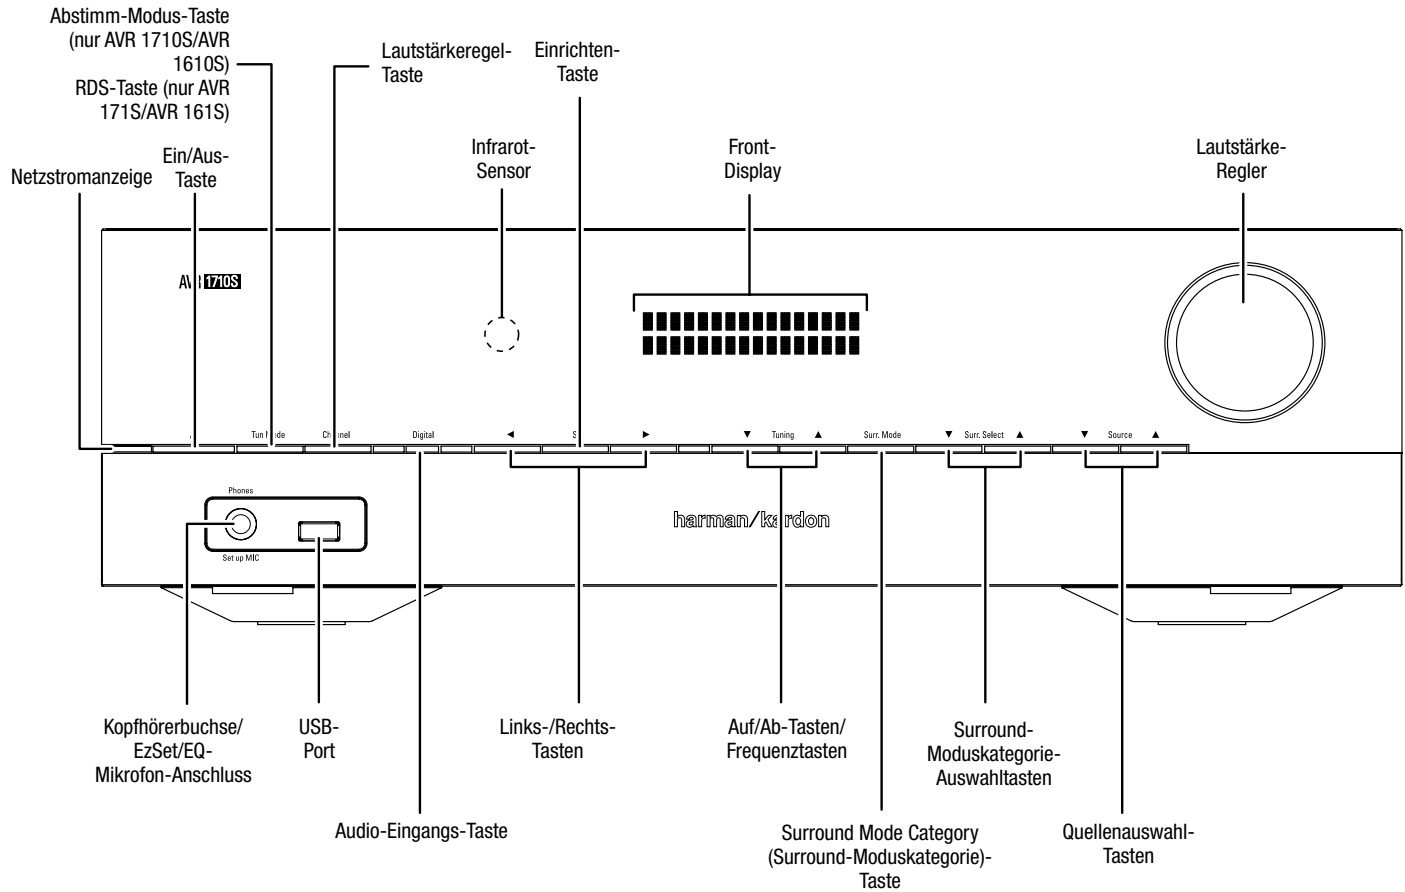 Abstimm-Modus-Taste
(nur AVR 1710S/AVR
1610S)
RDS-Taste (nur AVR
171S/AVR 161S)
Lautstärkeregel-
Taste
Einrichten-
Taste
Netzstromanzeige
Ein/Aus-
Taste
Infrarot-
Sensor
Front-
Display
Lautstärke-
Regler
AVR 1710S
Tun Mode
Channel
Digital
Tuning
Surr. Mode
Surr. Select
Source
Phones
Set up MIC
harman/kardon
Kopfhörerbuchse/
EzSet/EQ-
Mikrofon-Anschluss
USB-
Port
Links-/Rechts-
Tasten
Auf/Ab-Tasten/
Frequenztasten
Surround-
Moduskategorie-
Auswahltasten
Audio-Eingangs-Taste
Surround Mode Category
(Surround-Moduskategorie)-
Taste
Quellenauswahl-
Tasten